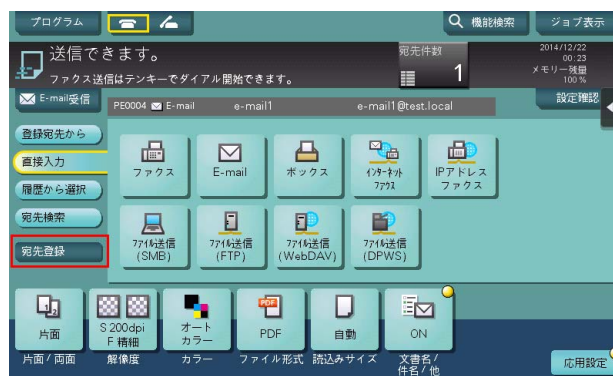 プログラム
機能検索
ジョブ表示
送信できます。
ファクス送信はテンキーでダイアル開始できます。
宛先件数
1
2014/12/22
00:23
メモリー残量
100 %
E-mail受信
PE0004 E-mail e-mail1 e-mail1@test.local
設定確認
登録宛先から
直接入力
履歴から選択
宛先検索
宛先登録
ファクス
E-mail
ボックス
インターネット
ファクス
IPアドレス
ファクス
ファイル送信
(SMB)
ファイル送信
(FTP)
ファイル送信
(WebDAV)
ファイル送信
(DPWS)
片面
S 200dpi
F 精細
オート
カラー
PDF
PDF
自動
ON
片面 / 両面
解像度
カラー
ファイル形式
読込みサイズ
文書名 /
件名 / 他
応用設定